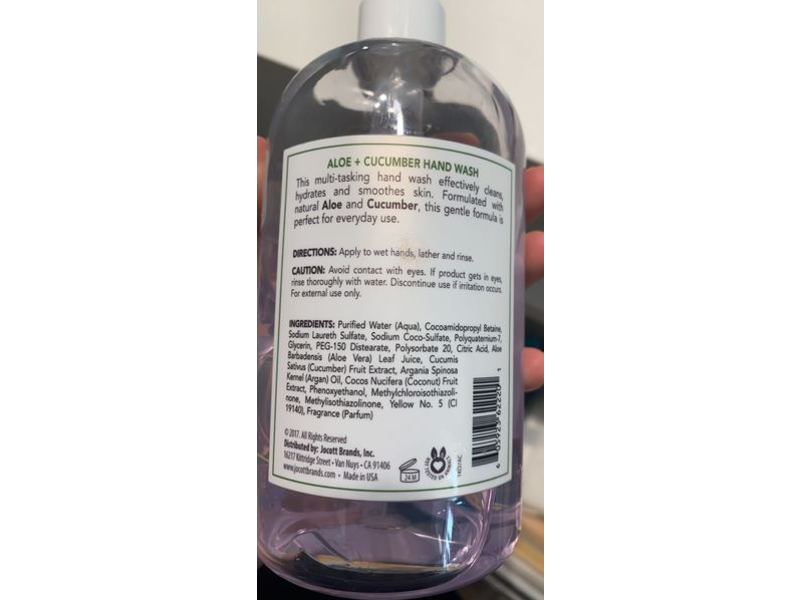 ALOE + CUCUMBER HAND WASH
This multi-tasking hand wash effectively cleans,
hydrates and smoothes skin. Formulated with
natural Aloe and Cucumber, this gentle formula is
perfect for everyday use.
DIRECTIONS: Apply to wet hands, lather and rinse.
CAUTION: Avoid contact with eyes. If product gets in eyes,
rinse thoroughly with water. Discontinue use if irritation occurs.
For external use only.
INGREDIENTS: Purified Water (Aqua), Cocoamidopropyl Betaine,
Sodium Laureth Sulfate, Sodium Coco-Sulfate, Polyquaternium-7,
Glycerin, PEG-150 Distearate, Polysorbate 20, Citric Acid, Aloe
Barbadensis (Aloe Vera) Leaf Juice, Cucumis
Sativus (Cucumber) Fruit Extract, Argania Spinosa
Kernel (Argan) Oil, Cocos Nucifera (Coconut) Fruit
Extract, Phenoxyethanol, Methylchloroisothiazoli-
none, Methylisothiazolinone, Yellow No. 5 (CI
19140), Fragrance (Parfum)
© 2017. All Rights Reserved
Distributed by: Jocott Brands, Inc.
16217 Kittridge Street • Van Nuys • CA 91406
www.jocottbrands.com • Made in USA
24 M